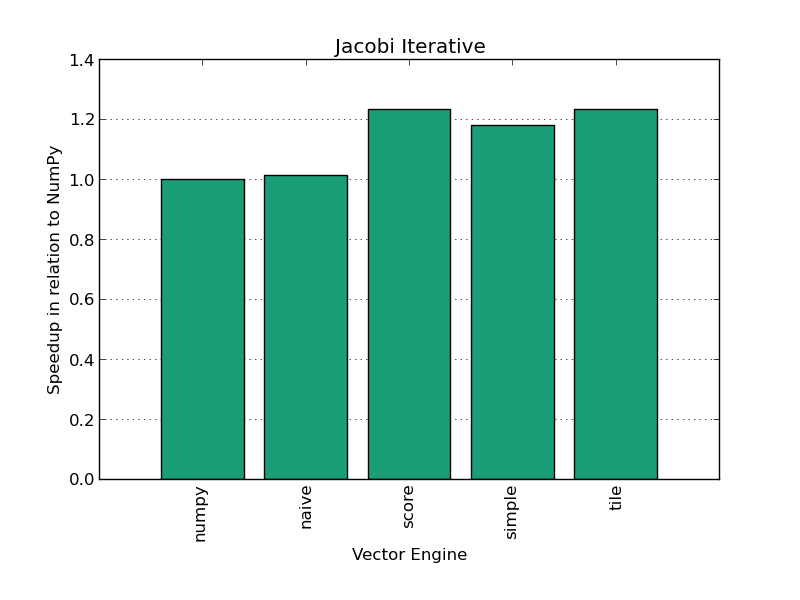 Jacobi Iterative
Speedup in relation to NumPy
1.4
1.2
1.0
0.8
0.6
0.4
0.2
0.0
numpy
naive
score
simple
tile
Vector Engine